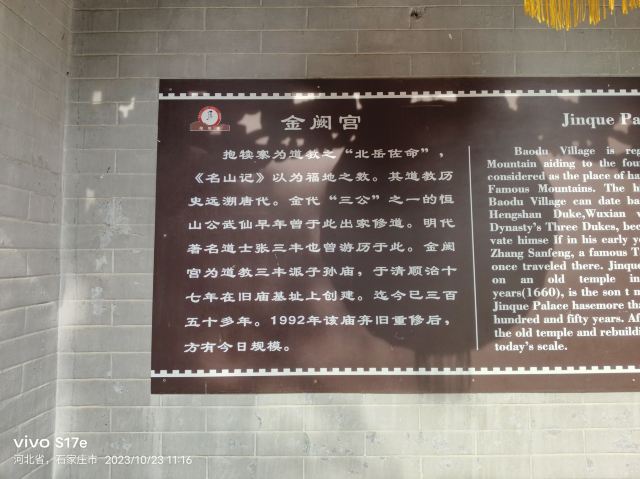 金阙宫
抱犊寨为道教之“北岳佐命”，
《名山记》以为福地之数。其道教历
史远溯唐代。金代“三公”之一的恒
山公武仙早年曾于此出家修道。明代
著名道士张三丰也曾游历于此。金阙
宫为道教三丰派子孙庙，于清顺治十
七年在旧庙基址上创建。迄今已三百
五十多年。1992年该庙弃旧重修后，
方有今日规模。
Jinque Pa
Baodu Village is reg
Mountain aiding to the fou
considered as the place of ha
Famous Mountains. The hi
Baodu Village can date ba
Hengshan Duke,Wuxian v
Dynasty's Three Dukes, bec
vate himse If in his early ye
Zhang Sanfeng, a famous T
once traveled there. Jinqu
on an old temple in
years(1660), is the son t m
Jinque Palace hasemore tha
hundred and fifty years. Af
the old temple and rebuildi
today's scale.
vivo S17e
河北省，石家庄市 2023/10/23 11:16